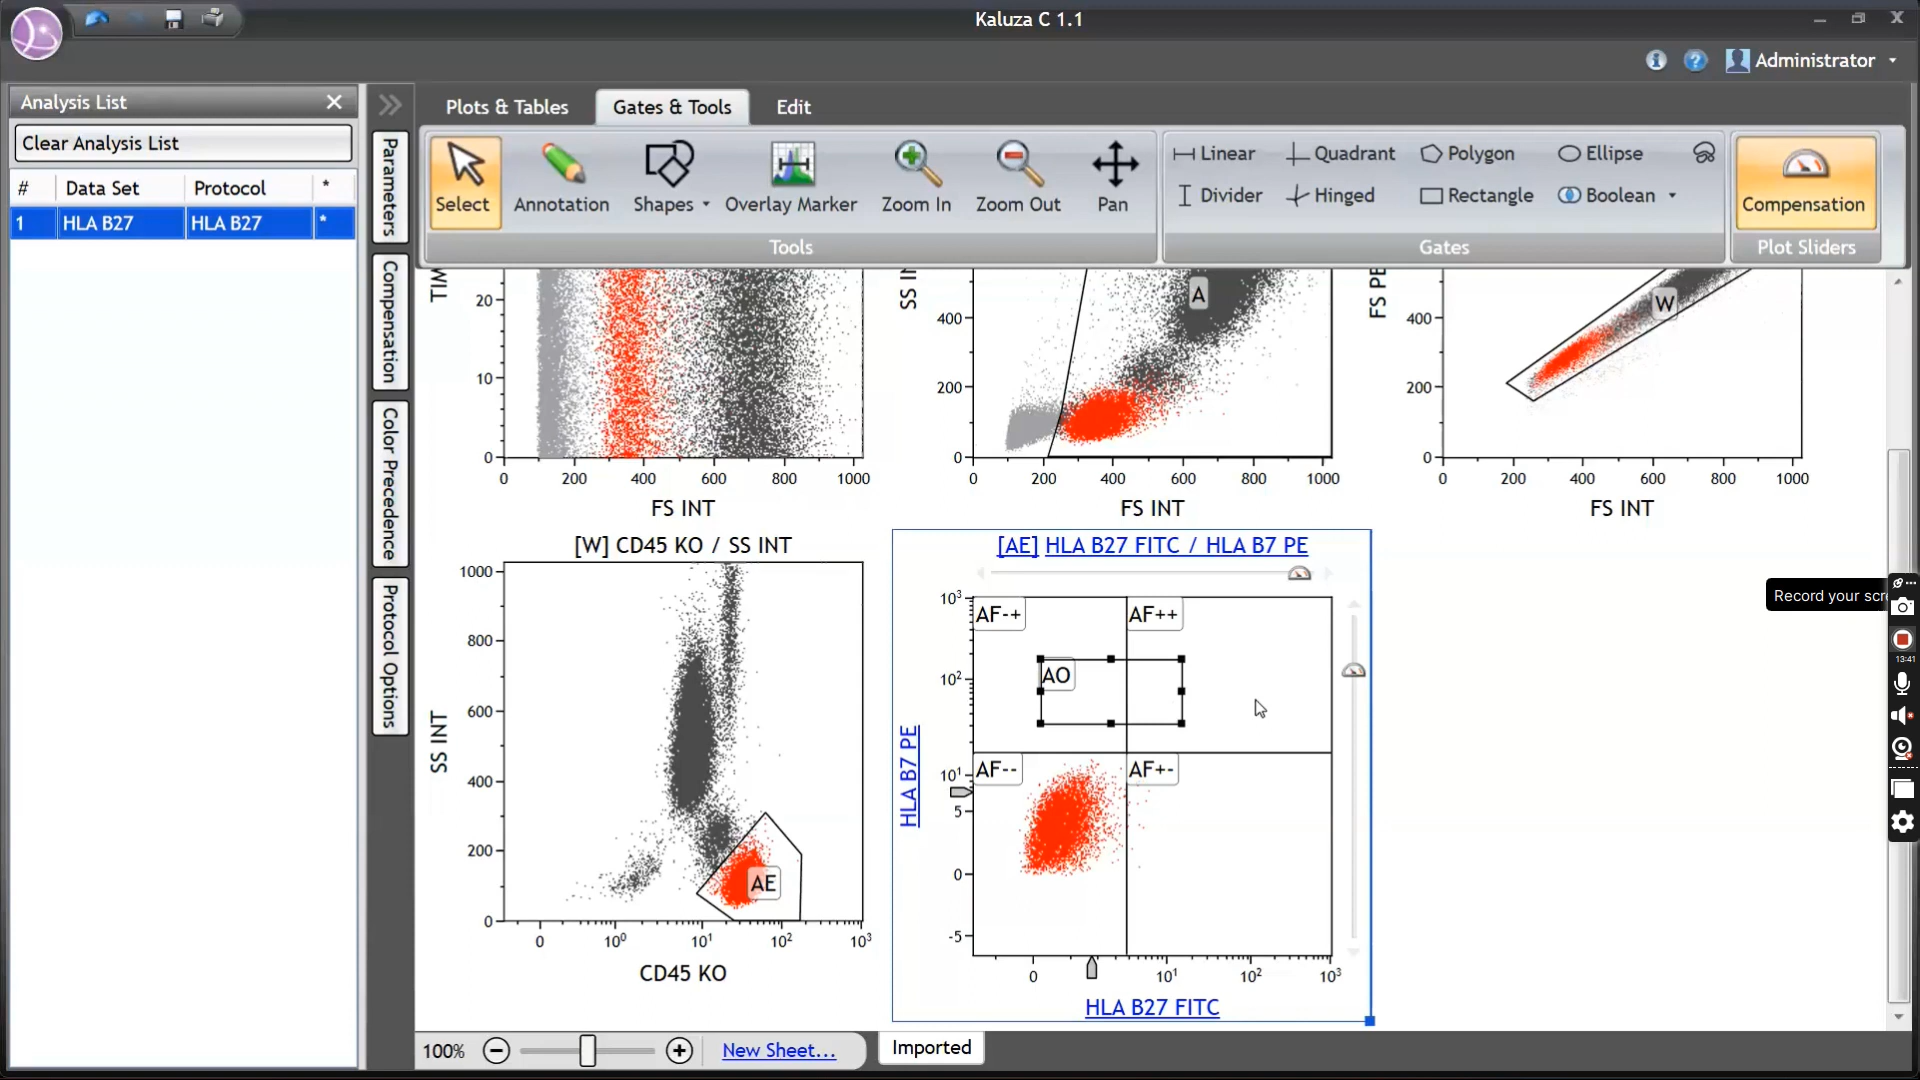 Kaluza C 1.1
Administrator
Analysis List
Clear Analysis List
# Data Set Protocol *
1 HLA B27 HLA B27 *
Parameters
Compensation
Color Precedence
Protocol Options
Plots & Tables Gates & Tools Edit
Select Annotation Shapes Overlay Marker Zoom In Zoom Out Pan
Tools
Linear Quadrant Polygon Ellipse
Divider Hinged Rectangle Boolean
Gates
Compensation
Plot Sliders
20
10
0
0 200 400 600 800 1000
FS INT
A
400
200
0
0 200 400 600 800 1000
FS INT
FS PE
W
400
200
0
0 200 400 600 800 1000
FS INT
[W] CD45 KO / SS INT
1000
800
600
400
200
0
SS INT
AE
0 10⁰ 10¹ 10² 10³
CD45 KO
[AE] HLA B27 FITC / HLA B7 PE
10³
10²
10¹
5
0
-5
HLA B7 PE
AF-+ AF++
AO
AF-- AF+-
0 10¹ 10² 10³
HLA B27 FITC
Record your scre
13:41
100% New Sheet... Imported